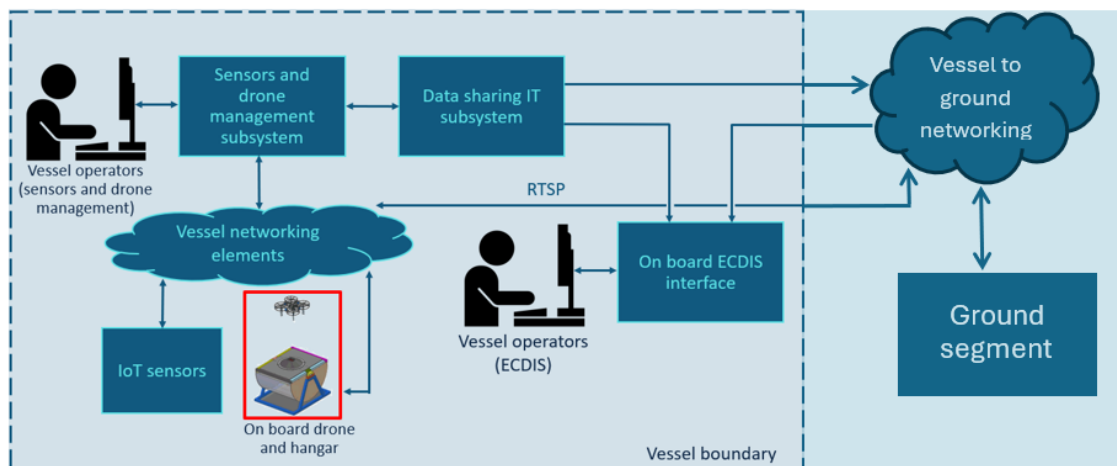 Sensors and
drone
management
subsystem
Data sharing IT
subsystem
Vessel to
ground
networking
Vessel operators
(sensors and drone
management)
RTSP
Vessel networking
elements
On board ECDIS
interface
Ground
segment
IoT sensors
Vessel operators
(ECDIS)
On board drone
and hangar
Vessel boundary